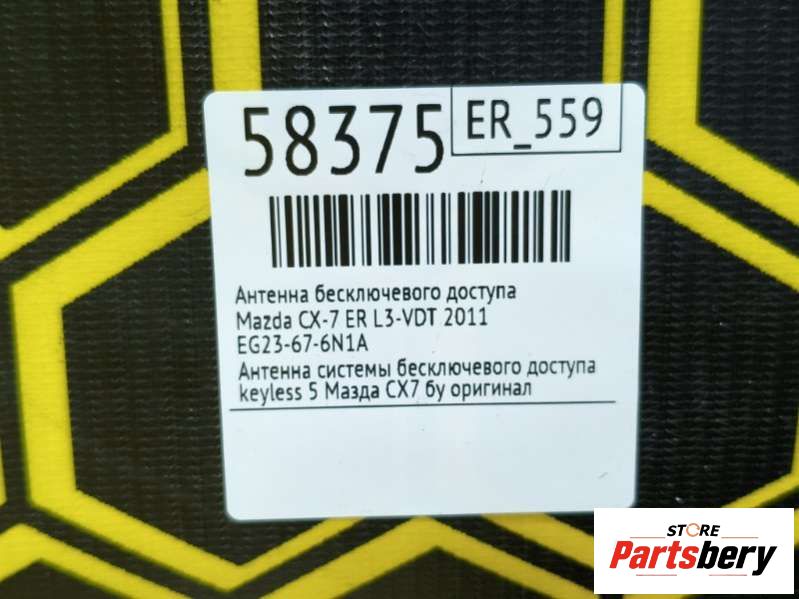 58375
ER_559
Антенна бесключевого доступа
Mazda CX-7 ER L3-VDT 2011
EG23-67-6N1A
Антенна системы бесключевого доступа
keyless 5 Мазда СХ7 бу оригинал
STORE
Partsbery